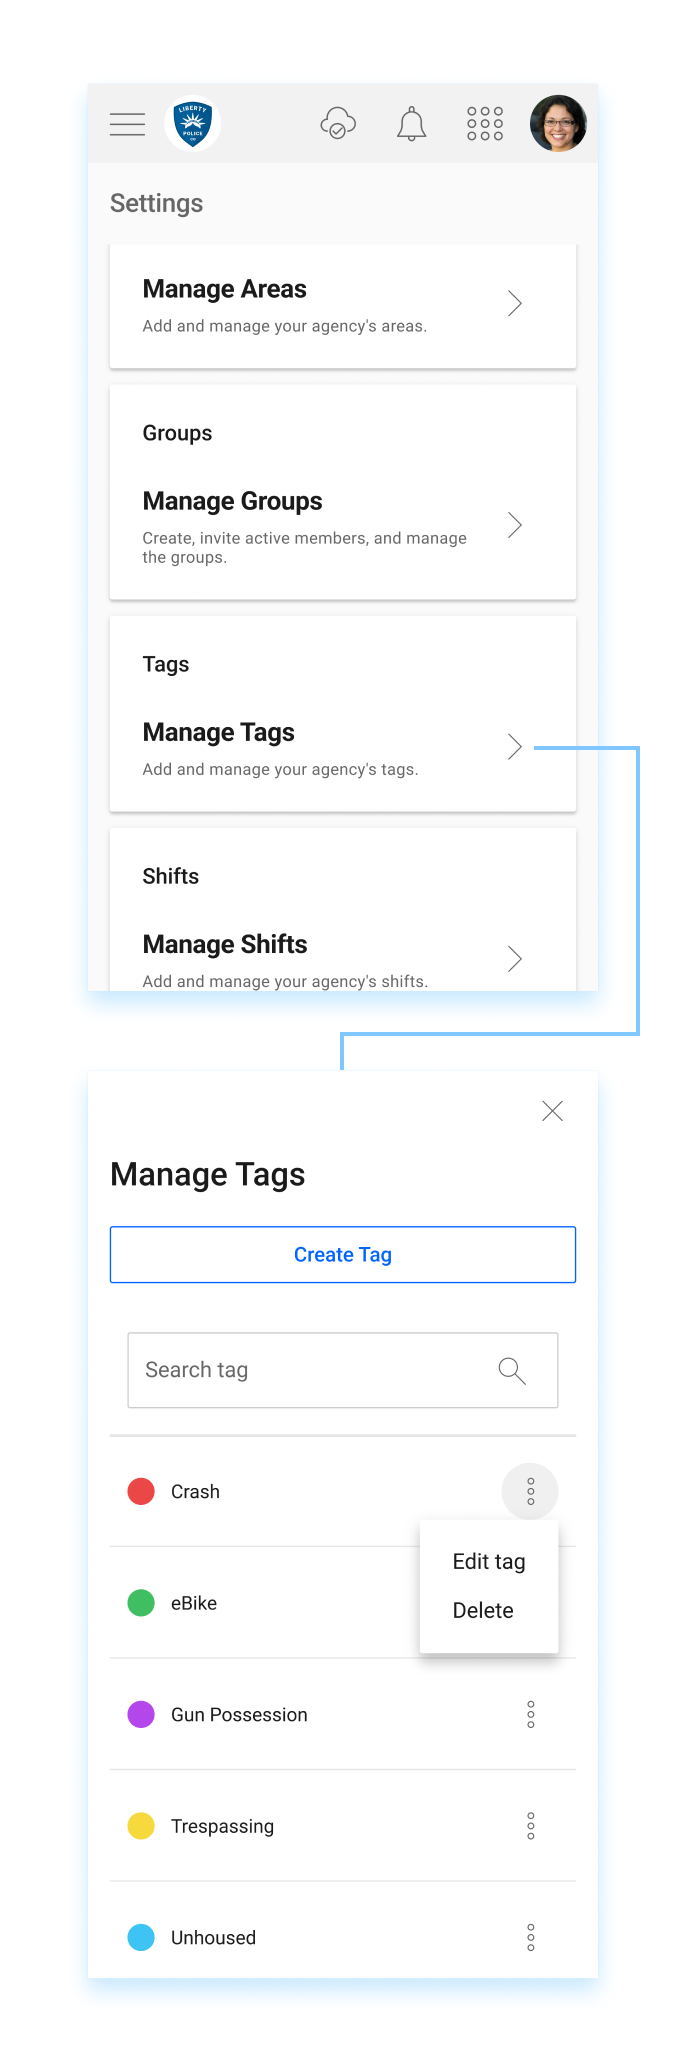 LIBERTY
POLICE
CO
Settings
Manage Areas
Add and manage your agency's areas.
Groups
Manage Groups
Create, invite active members, and manage
the groups.
Tags
Manage Tags
Add and manage your agency's tags.
Shifts
Manage Shifts
Add and manage your agency's shifts.
Manage Tags
Create Tag
Search tag
Crash
Edit tag
Delete
eBike
Gun Possession
Trespassing
Unhoused